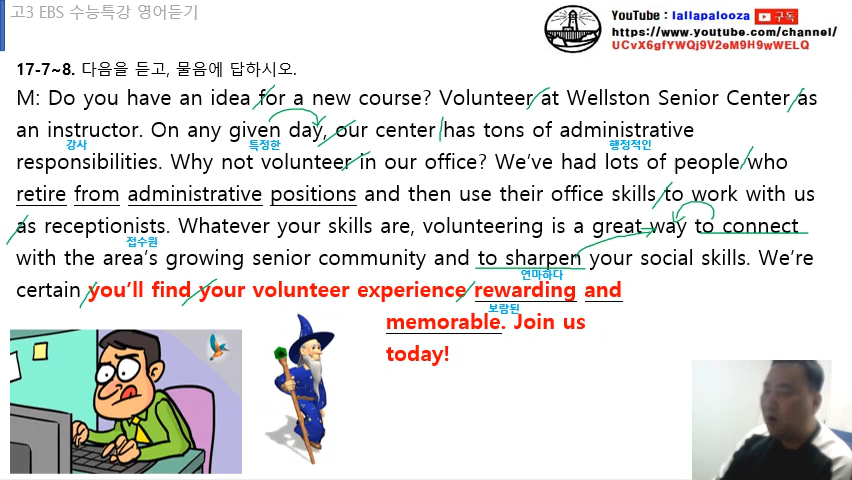 고3 EBS 수능특강 영어듣기
YouTube : lallapalooza 구독
https://www.youtube.com/channel/
UCvX6gfYWQj9V2eM9H9wWELQ
17-7~8. 다음을 듣고, 물음에 답하시오.
M: Do you have an idea for a new course? Volunteer at Wellston Senior Center as
an instructor. On any given day, our center has tons of administrative
강사 특정한 행정적인
responsibilities. Why not volunteer in our office? We’ve had lots of people who
retire from administrative positions and then use their office skills to work with us
as receptionists. Whatever your skills are, volunteering is a great way to connect
접수원
with the area’s growing senior community and to sharpen your social skills. We’re
연마하다
certain you’ll find your volunteer experience rewarding and
보람된
memorable. Join us
today!